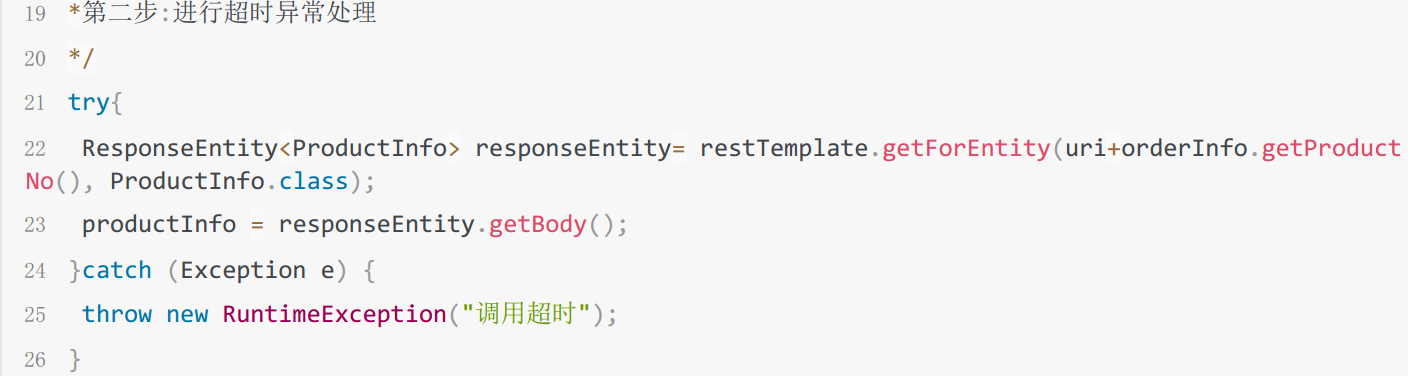 19 *第二步:进行超时异常处理
20 */
21 try{
22 ResponseEntity<ProductInfo> responseEntity= restTemplate.getForEntity(uri+orderInfo.getProduct
No(), ProductInfo.class);
23 productInfo = responseEntity.getBody();
24 }catch (Exception e) {
25 throw new RuntimeException("调用超时");
26 }